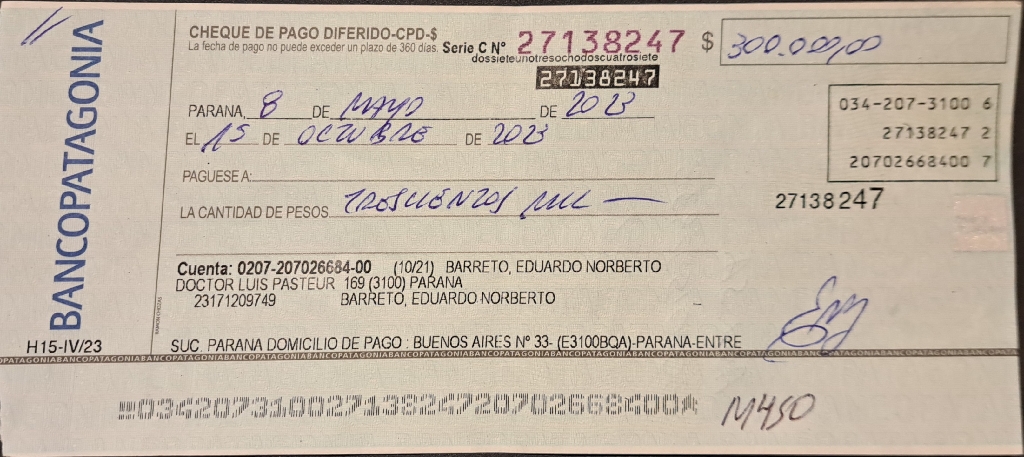 BANCOPATAGONIA
H15-IV/23
CHEQUE DE PAGO DIFERIDO-CPD-$
La fecha de pago no puede exceder un plazo de 360 días.
Serie C Nº 27138247
dossieteunotresochodoscuatrosiete
27138247
$ 300.000,00
034-207-3100 6
27138247 2
20702668400 7
27138247
PARANA, 8 DE MAYO DE 2023
EL 15 DE OCTUBRE DE 2023
PAGUESE A:
LA CANTIDAD DE PESOS TRESCIENTOS MIL —
Cuenta: 0207-207026684-00 (10/21) BARRETO, EDUARDO NORBERTO
DOCTOR LUIS PASTEUR 169 (3100) PARANA
23171209749 BARRETO, EDUARDO NORBERTO
SUC. PARANA DOMICILIO DE PAGO : BUENOS AIRES Nº 33- (E3100BQA)-PARANA-ENTRE
OPATAGONIABANCOPATAGONIABANCOPATAGONIABANCOPATAGONIABANCOPATAGONIABANCOPATAGONIABANCOPATAGONIABANCOPATAGONIA
03420731002713824720702668400
M450